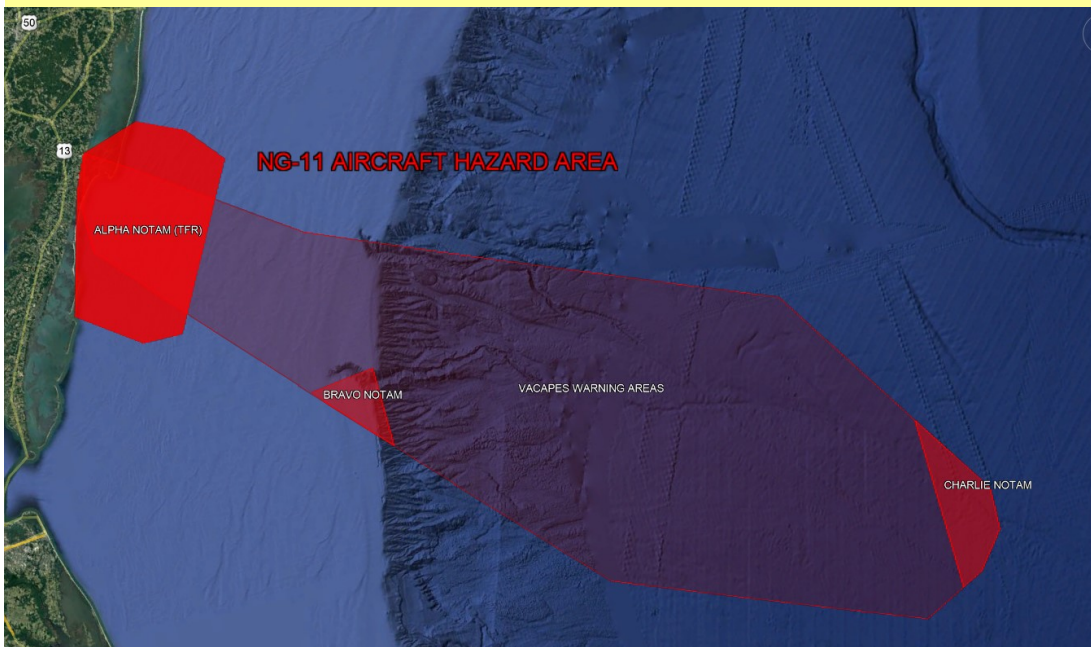 50
13
NG-11 AIRCRAFT HAZARD AREA
ALPHA NOTAM (TFR)
BRAVO NOTAM
VACAPES WARNING AREAS
CHARLIE NOTAM